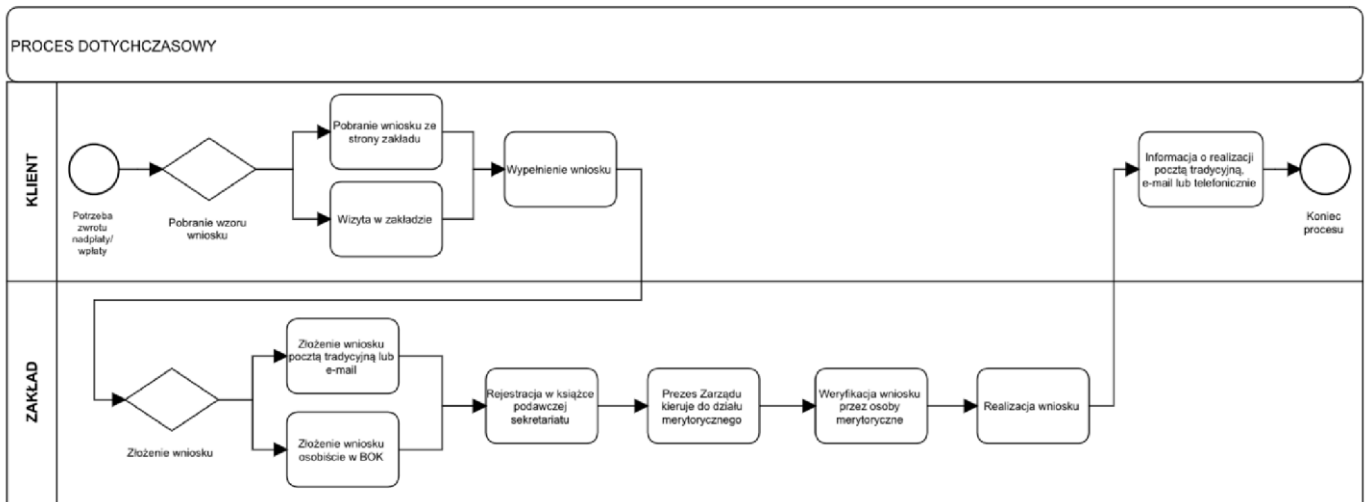 PROCES DOTYCHCZASOWY
KLIENT
Potrzeba
zwrotu
nadpłaty/
wpłaty
Pobranie wzoru
wniosku
Pobranie wniosku ze
strony zakładu
Wizyta w zakładzie
Wypełnienie wniosku
Informacja o realizacji
pocztą tradycyjną,
e-mail lub telefonicznie
Koniec
procesu
ZAKŁAD
Złożenie wniosku
Złożenie wniosku
pocztą tradycyjną lub
e-mail
Złożenie wniosku
osobiście w BOK
Rejestracja w książce
podawczej
sekretariatu
Prezes Zarządu
kieruje do działu
merytorycznego
Weryfikacja wniosku
przez osoby
merytoryczne
Realizacja wniosku